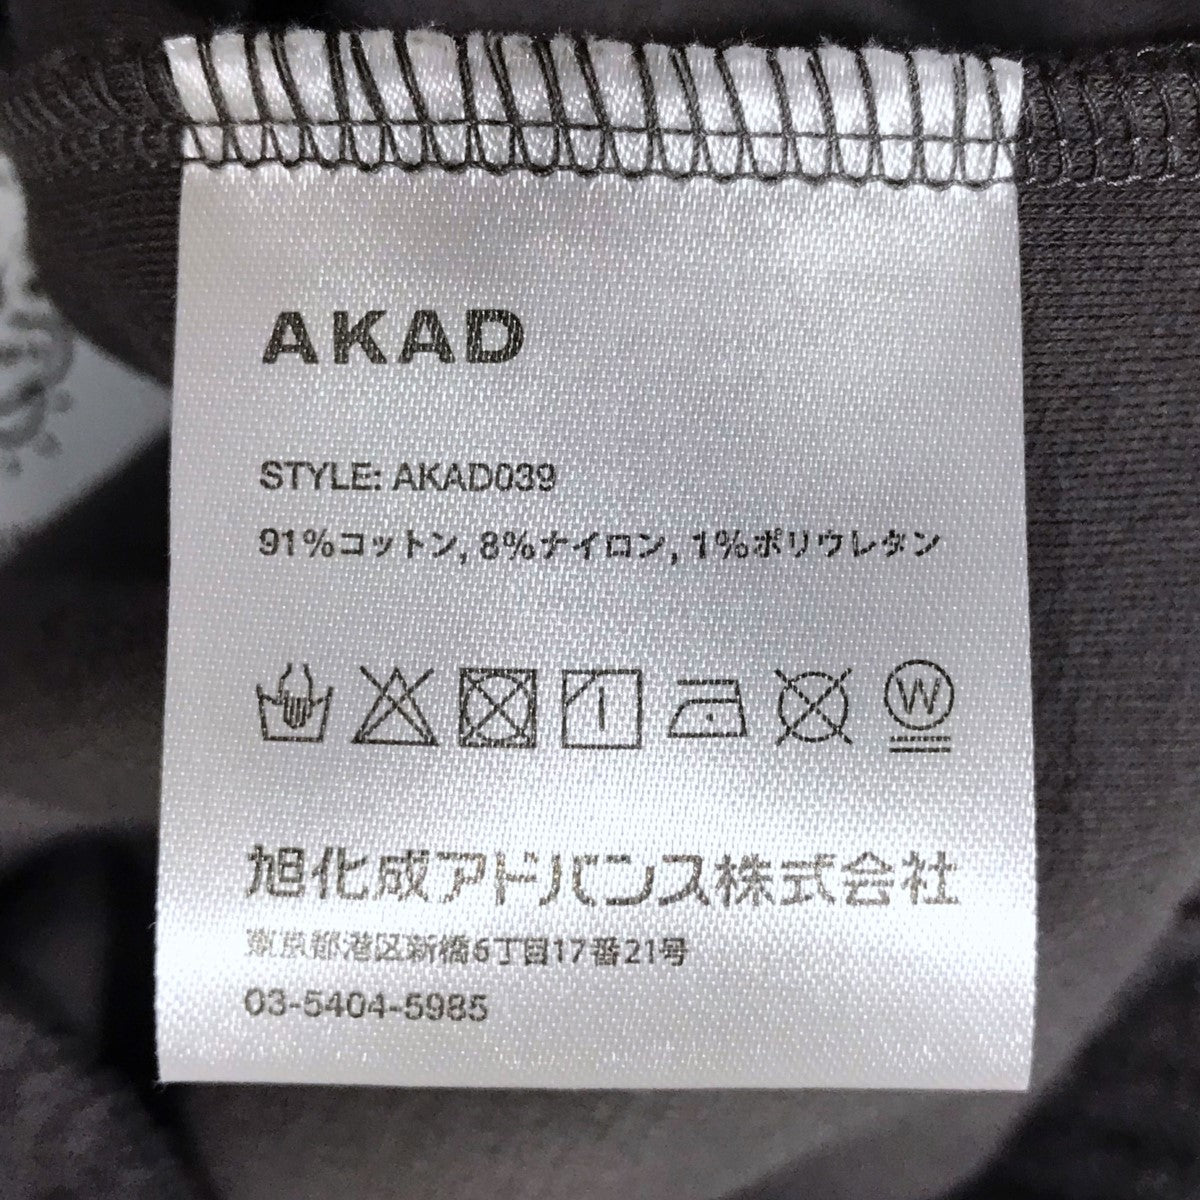 AKAD
STYLE: AKAD039
91%コットン, 8%ナイロン, 1%ポリウレタン
W
旭化成アドバンス株式会社
東京都港区新橋6丁目17番21号
03-5404-5985